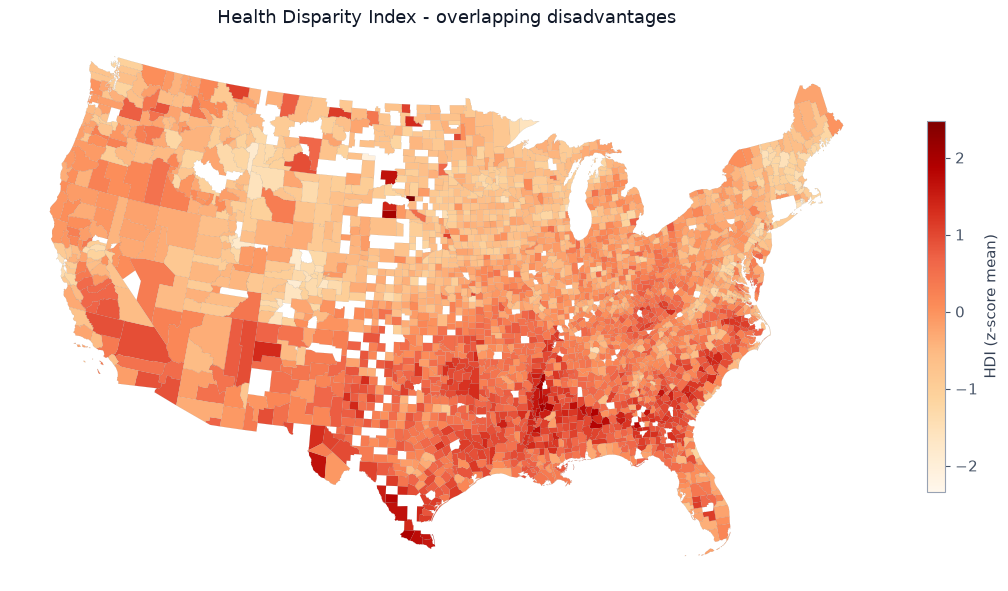 Health Disparity Index - overlapping disadvantages
2
1
0
−1
−2
HDI (z-score mean)